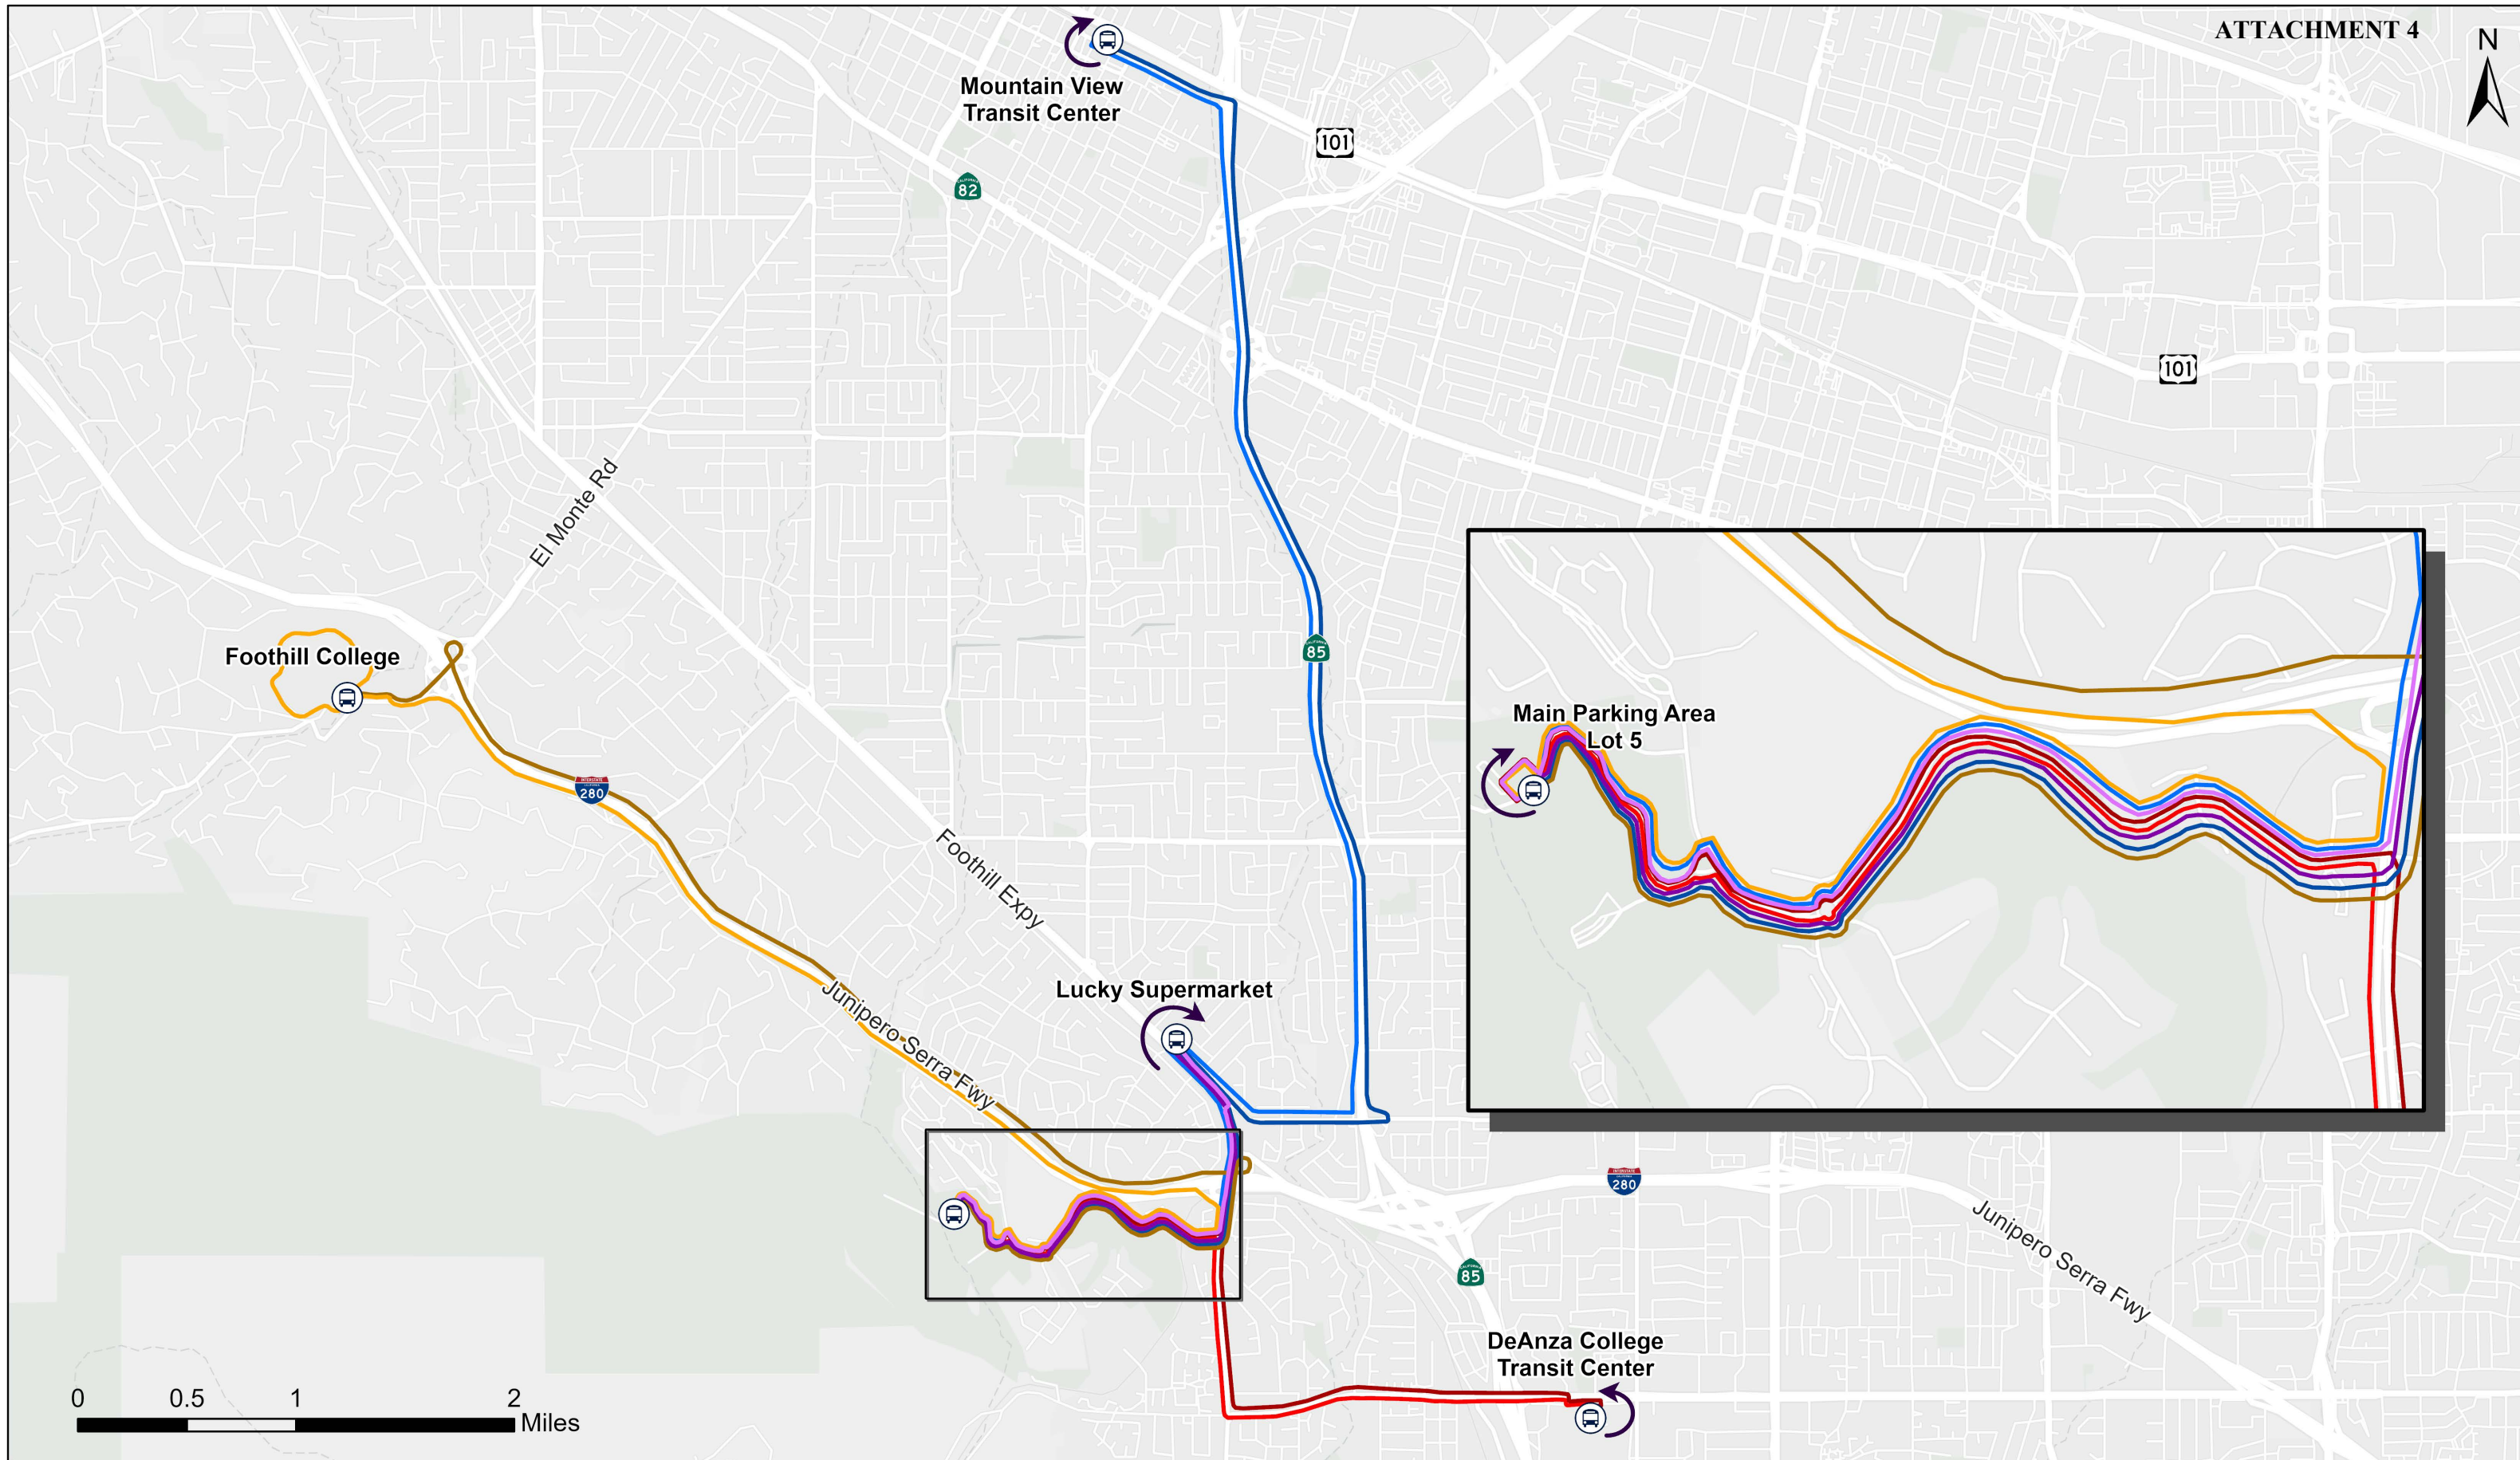 ATTACHMENT 4
N
Mountain View
Transit Center
101
82
101
El Monte Rd
85
Foothill College
280
Main Parking Area
Lot 5
Foothill Expy
Lucky Supermarket
Junipero Serra Fwy
280
Junipero Serra Fwy
85
DeAnza College
Transit Center
0 0.5 1 2
Miles